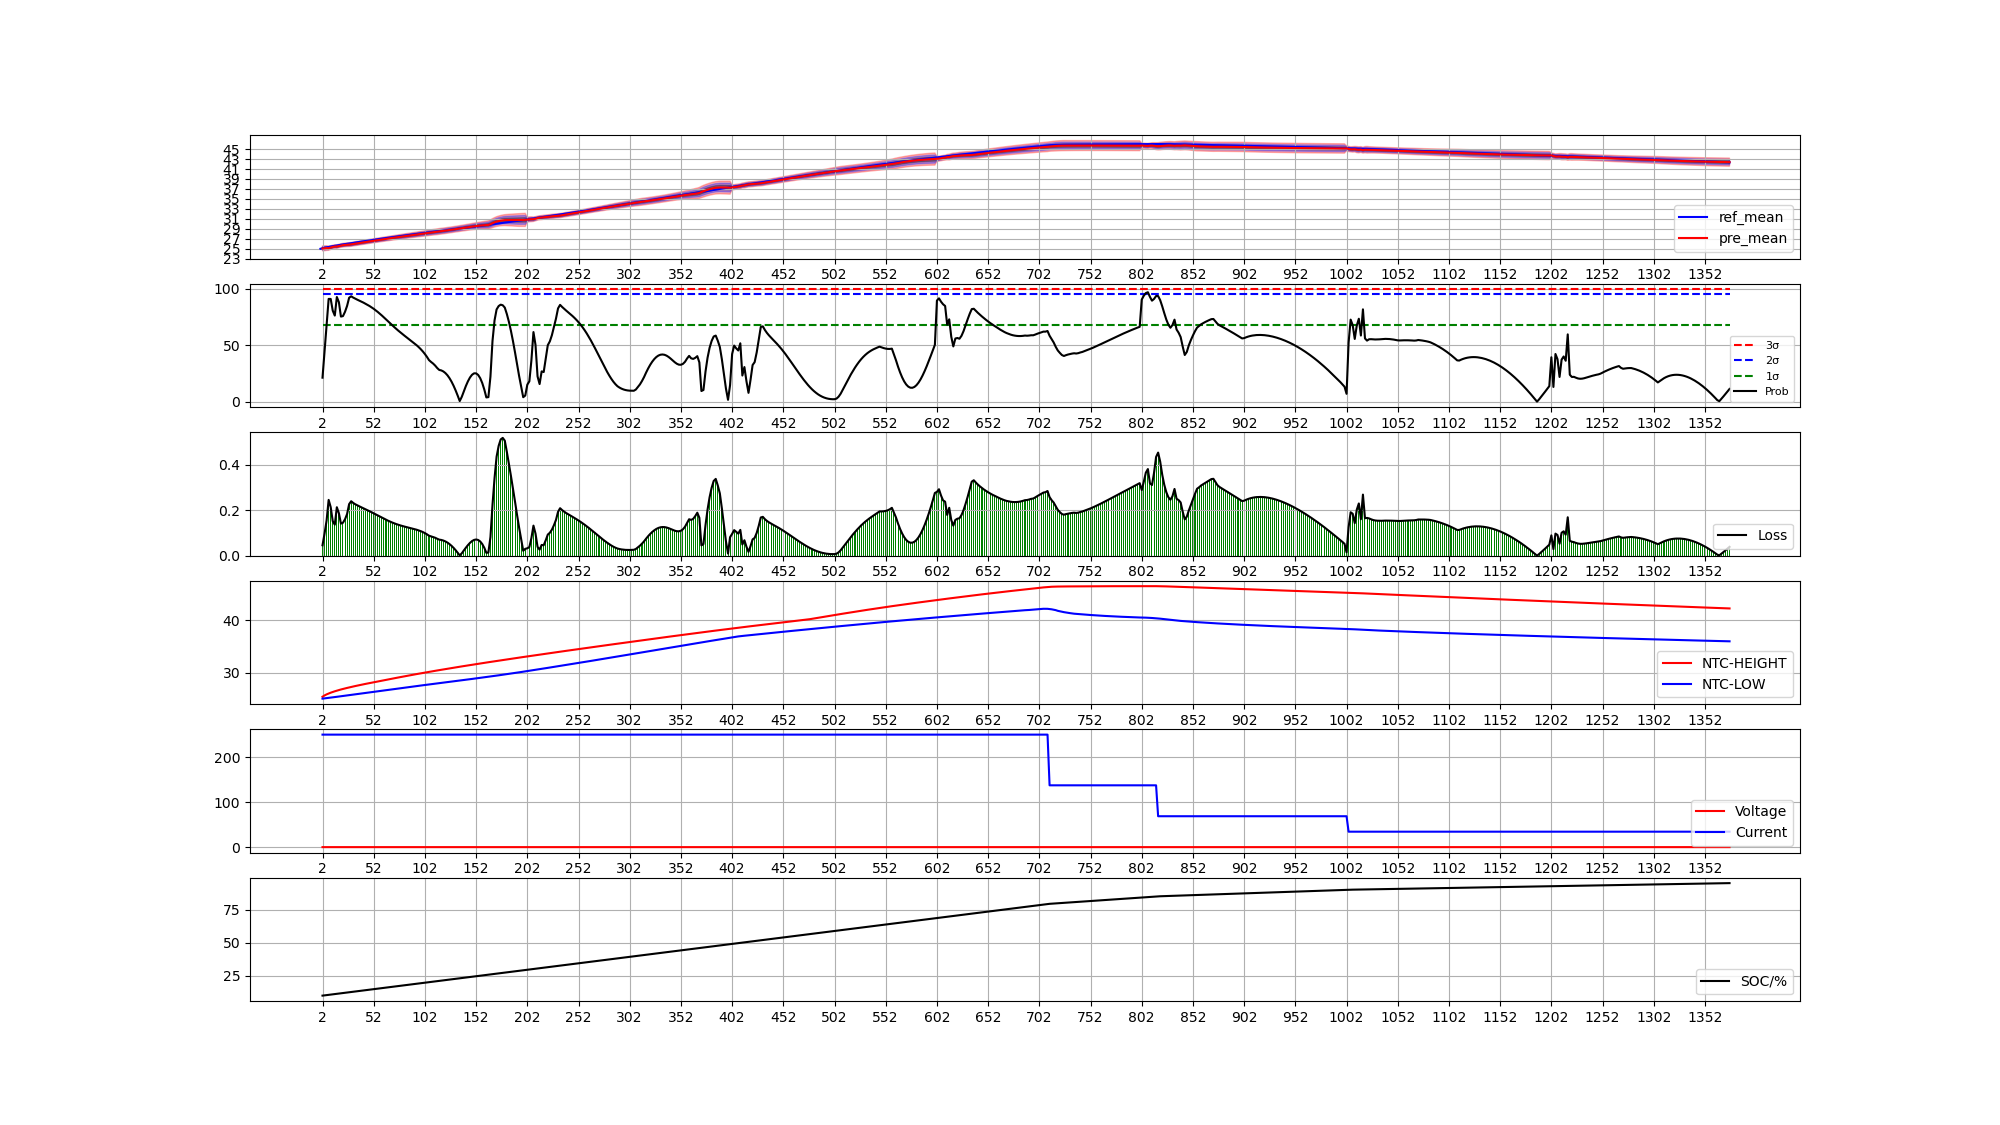 45
43
41
39
37
35
33
31
29
27
25
23
ref_mean
pre_mean
2 52 102 152 202 252 302 352 402 452 502 552 602 652 702 752 802 852 902 952 1002 1052 1102 1152 1202 1252 1302 1352
100
50
0
3σ
2σ
1σ
Prob
2 52 102 152 202 252 302 352 402 452 502 552 602 652 702 752 802 852 902 952 1002 1052 1102 1152 1202 1252 1302 1352
0.4
0.2
0.0
Loss
2 52 102 152 202 252 302 352 402 452 502 552 602 652 702 752 802 852 902 952 1002 1052 1102 1152 1202 1252 1302 1352
40
30
NTC-HEIGHT
NTC-LOW
2 52 102 152 202 252 302 352 402 452 502 552 602 652 702 752 802 852 902 952 1002 1052 1102 1152 1202 1252 1302 1352
200
100
0
Voltage
Current
2 52 102 152 202 252 302 352 402 452 502 552 602 652 702 752 802 852 902 952 1002 1052 1102 1152 1202 1252 1302 1352
75
50
25
SOC/%
2 52 102 152 202 252 302 352 402 452 502 552 602 652 702 752 802 852 902 952 1002 1052 1102 1152 1202 1252 1302 1352